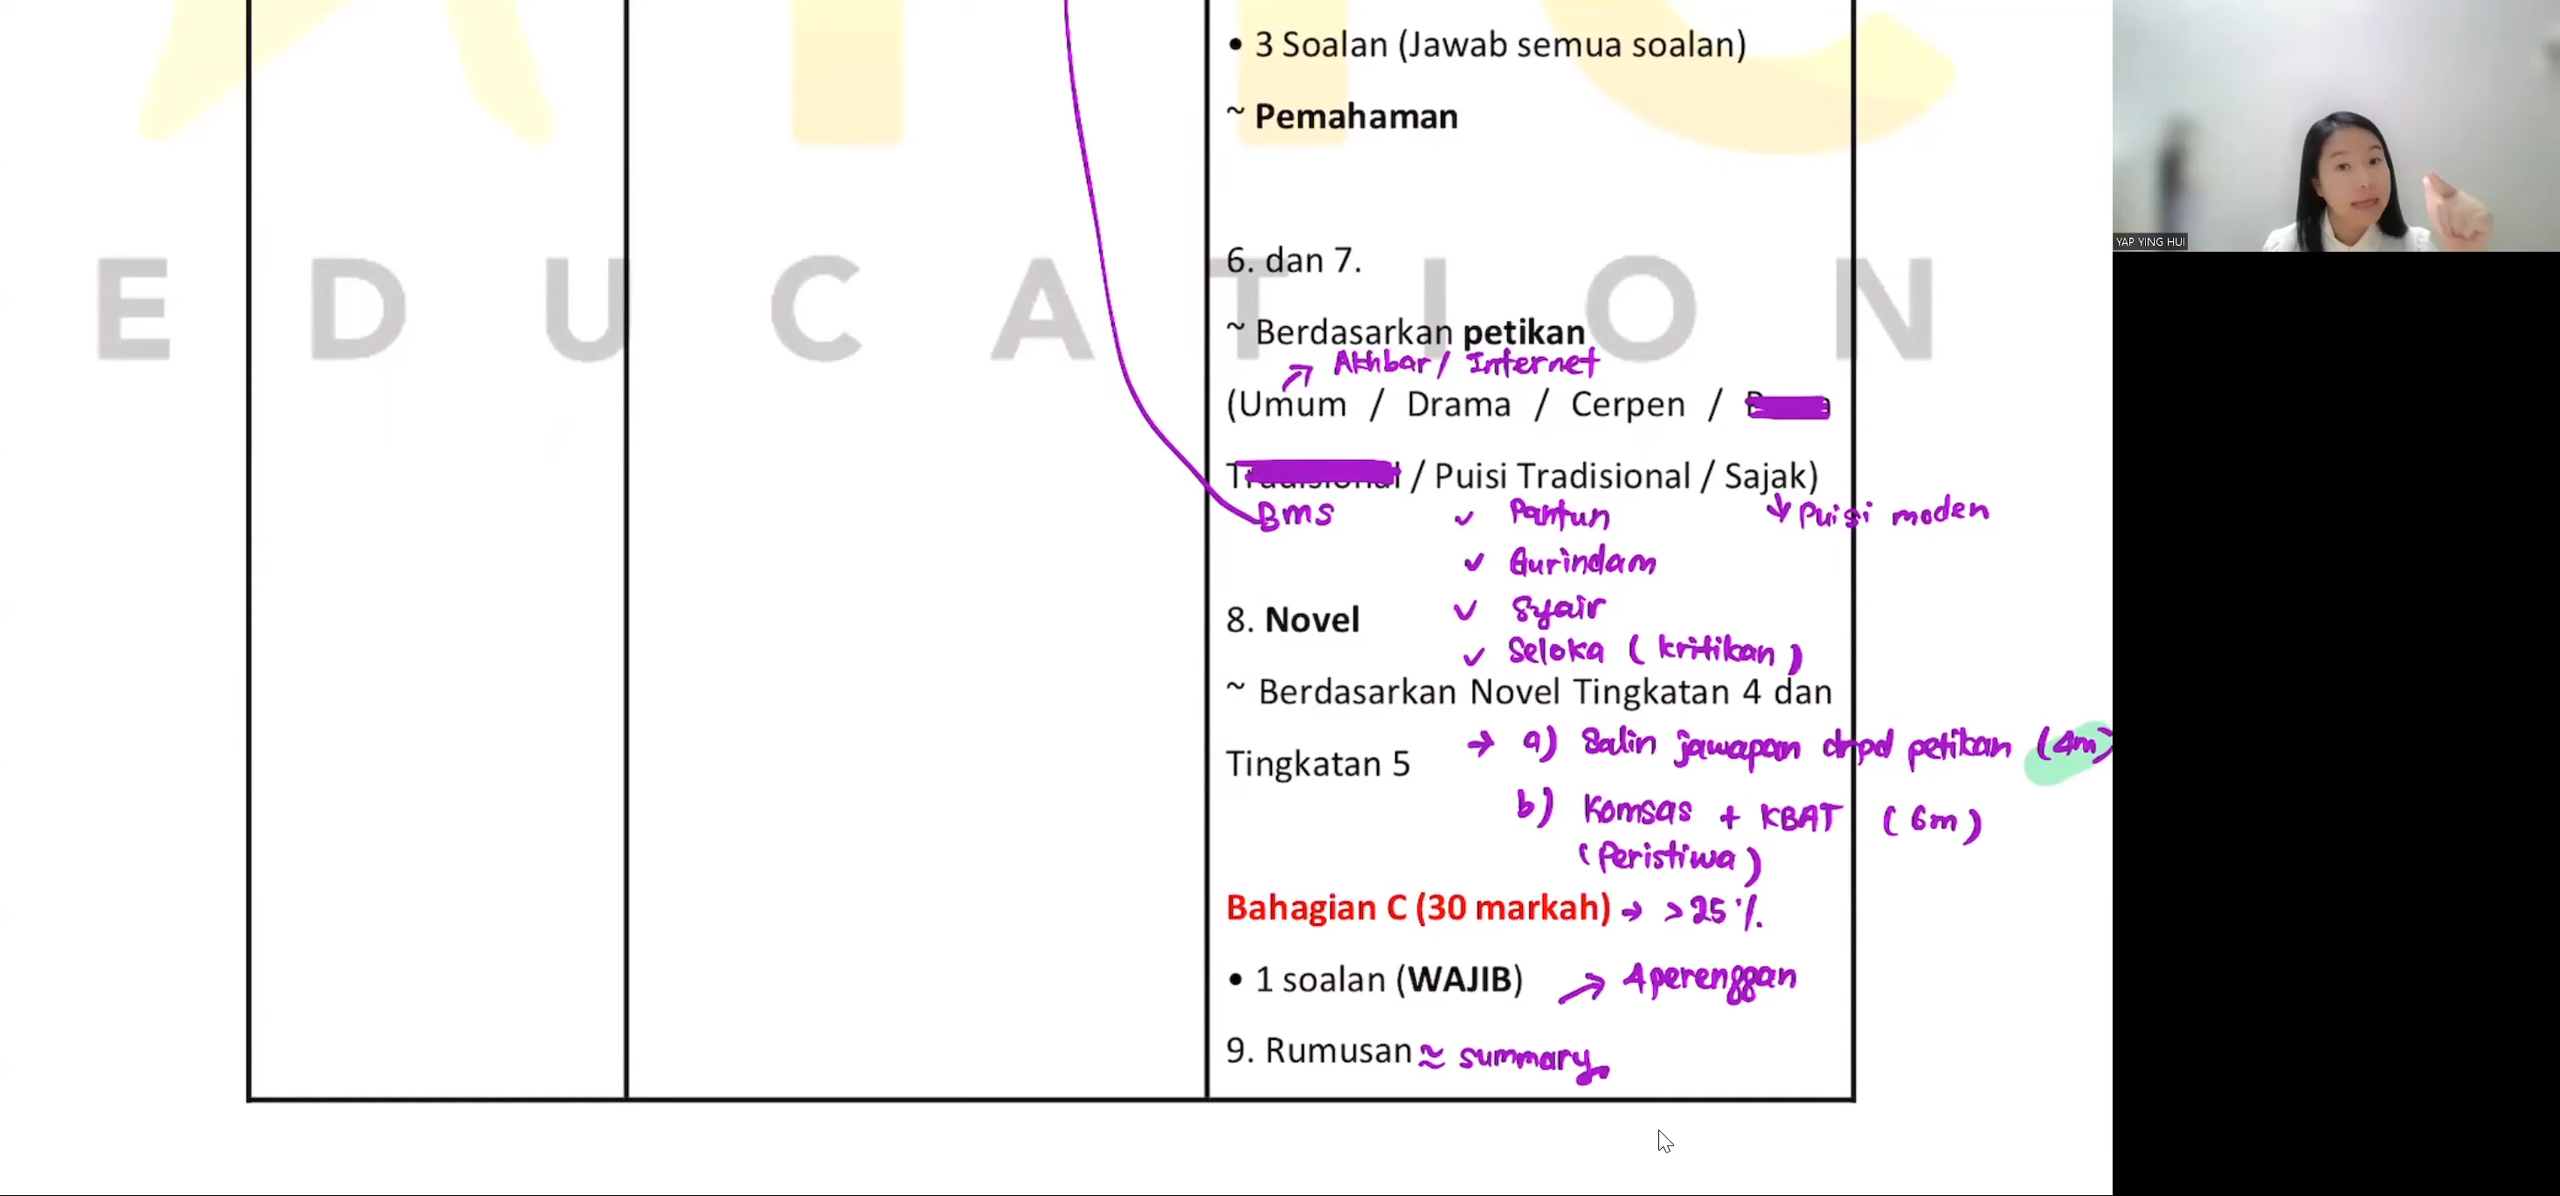 • 3 Soalan (Jawab semua soalan)
~ Pemahaman
YAP YING HUI
E D U C A T I O N
6. dan 7.
~ Berdasarkan petikan
Akhbar / Internet
(Umum / Drama / Cerpen /
/ Puisi Tradisional / Sajak)
BMS
✓ Pantun
Puisi moden
✓ Gurindam
✓ Syair
8. Novel
✓ Seloka (kritikan)
~ Berdasarkan Novel Tingkatan 4 dan
→ a) Salin jawapan drpd petikan (4m)
Tingkatan 5
b) Komsas + KBAT (6m)
(Peristiwa)
Bahagian C (30 markah) → >25%
• 1 soalan (WAJIB) → 4 perenggan
9. Rumusan ≈ summary